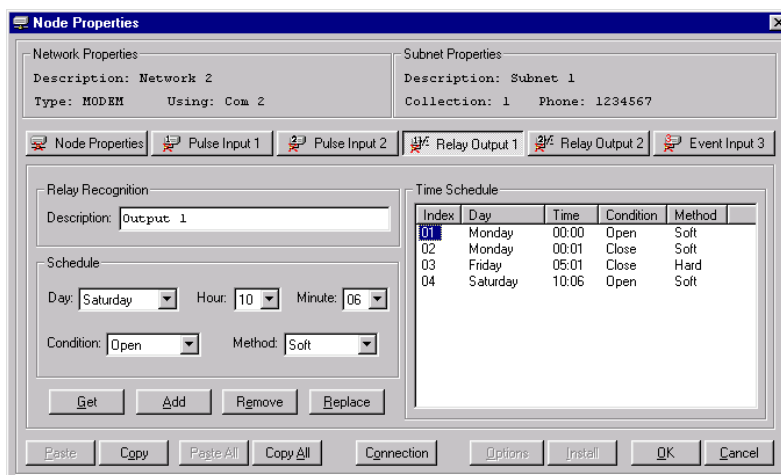 Node Properties
Network Properties
Description: Network 2
Type: MODEM Using: Com 2
Subnet Properties
Description: Subnet 1
Collection: 1 Phone: 1234567
Node Properties Pulse Input 1 Pulse Input 2 Relay Output 1 Relay Output 2 Event Input 3
Relay Recognition
Description: Output 1
Schedule
Day: Saturday Hour: 10 Minute: 06
Condition: Open Method: Soft
Get Add Remove Replace
Time Schedule
Index Day Time Condition Method
01 Monday 00:00 Open Soft
02 Monday 00:01 Close Soft
03 Friday 05:01 Close Hard
04 Saturday 10:06 Open Soft
Paste Copy Paste All Copy All Connection Options Install OK Cancel